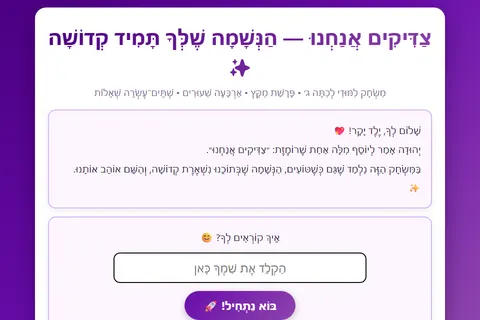 צַדִּיקִים אֲנַחְנוּ — הַנְּשָׁמָה שֶׁלְּךָ תָּמִיד קְדוֹשָׁה
✨
מִשְׂחָק לִמּוּדִי לְכִתָּה ג׳ • פָּרָשַׁת מִקֵּץ • אַרְבָּעָה שִׁעוּרִים • שְׁתֵּים־עֶשְׂרֵה שְׁאֵלוֹת
שָׁלוֹם לְךָ, יֶלֶד יָקָר! 💖
יְהוּדָה אָמַר לְיוֹסֵף מִלָּה אַחַת שֶׁרוֹמֶזֶת: ״צַדִּיקִים אֲנַחְנוּ״.
בַּמִּשְׂחָק הַזֶּה נִלְמַד שֶׁגַּם כְּשֶׁטּוֹעִים, הַנְּשָׁמָה שֶׁבְּתוֹכֵנוּ נִשְׁאֶרֶת קְדוֹשָׁה, וְהַשֵּׁם אוֹהֵב אוֹתָנוּ.
✨
אֵיךְ קוֹרְאִים לְךָ? 😊
הַקְלֵד אֶת שִׁמְךָ כָּאן
בּוֹא נַתְחִיל! 🚀